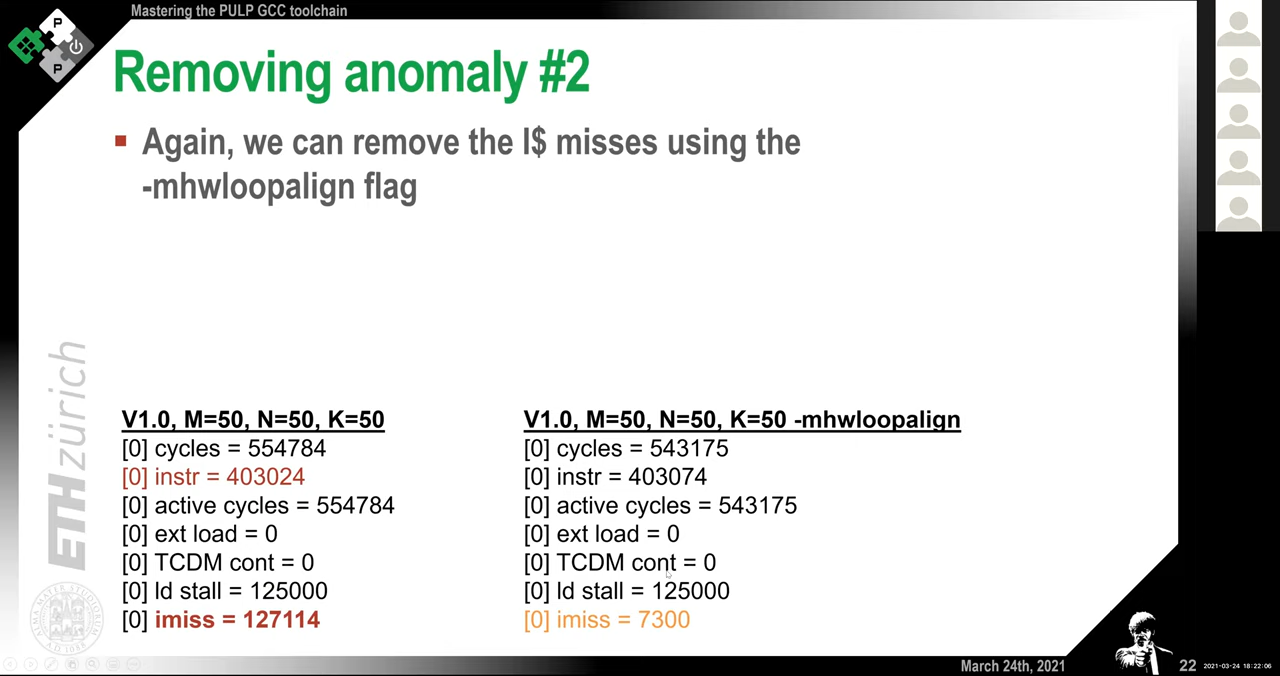 Mastering the PULP GCC toolchain
P
P
Removing anomaly #2
Again, we can remove the I$ misses using the
-mhwloopalign flag
V1.0, M=50, N=50, K=50
[0] cycles = 554784
[0] instr = 403024
[0] active cycles = 554784
[0] ext load = 0
[0] TCDM cont = 0
[0] ld stall = 125000
[0] imiss = 127114
V1.0, M=50, N=50, K=50 -mhwloopalign
[0] cycles = 543175
[0] instr = 403074
[0] active cycles = 543175
[0] ext load = 0
[0] TCDM cont = 0
[0] ld stall = 125000
[0] imiss = 7300
ETH zürich
ALMA MATER STUDIORUM
A.D. 1088
March 24th, 2021
22
2021-03-24 18:22:06